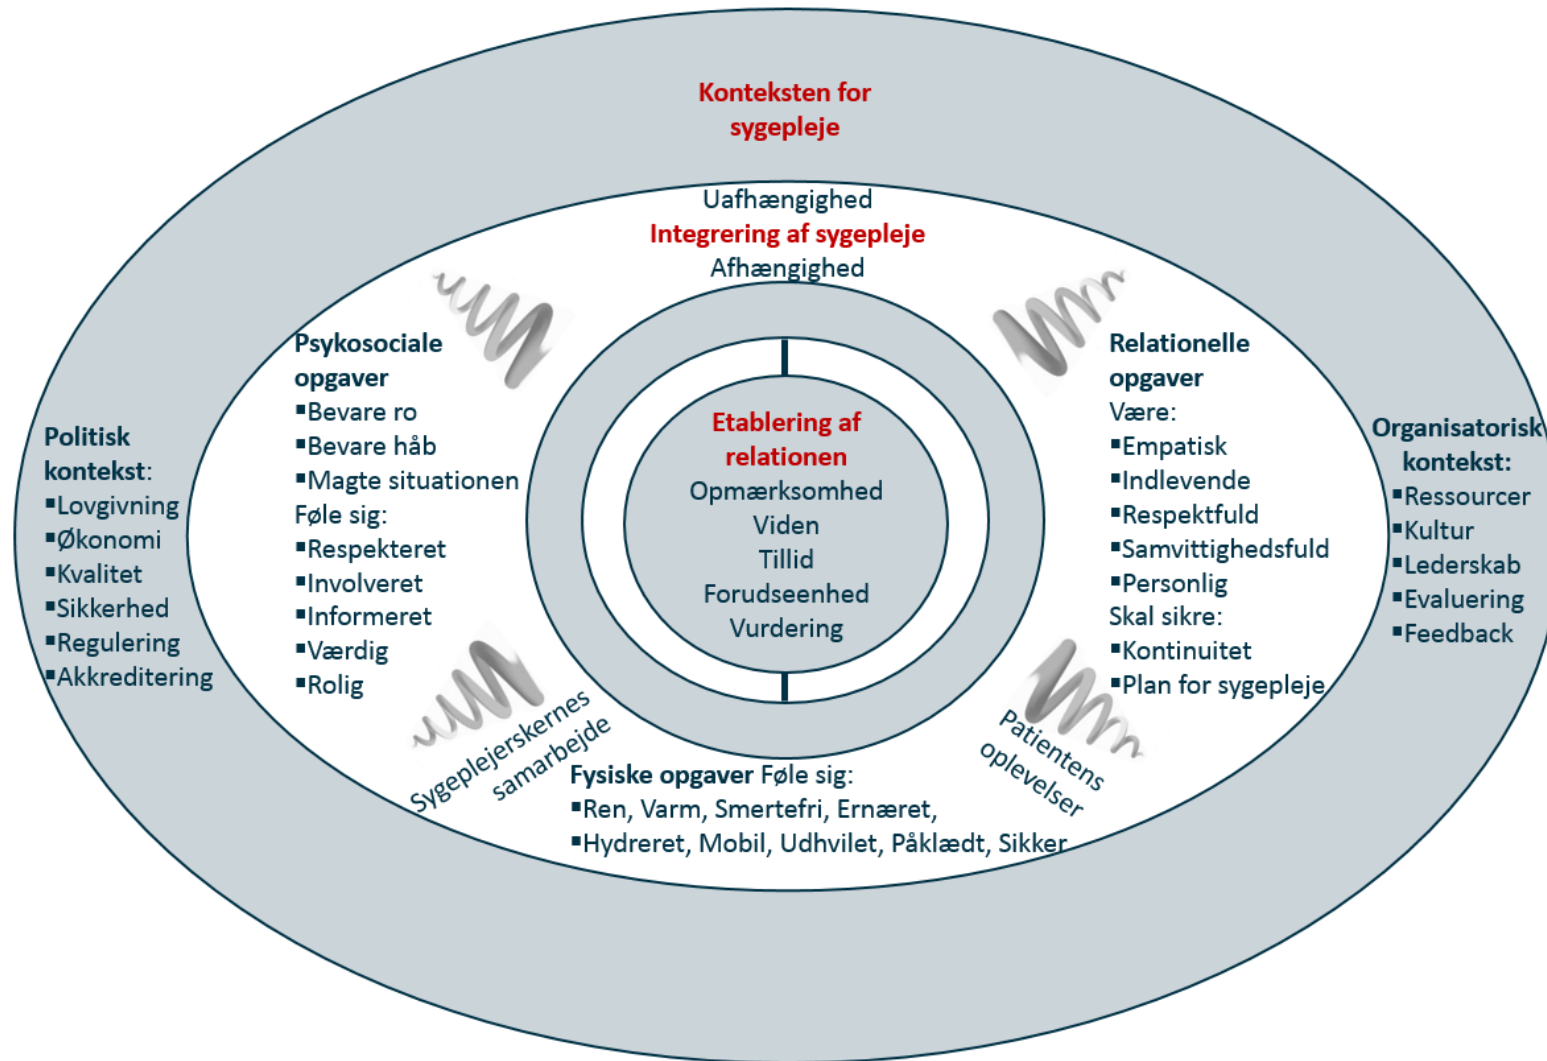 Konteksten for
sygepleje
Uafhængighed
Integrering af sygepleje
Afhængighed
Psykosociale
opgaver
▪Bevare ro
▪Bevare håb
▪Magte situationen
Føle sig:
▪Respekteret
▪Involveret
▪Informeret
▪Værdig
▪Rolig
Relationelle
opgaver
Være:
▪Empatisk
▪Indlevende
▪Respektfuld
▪Samvittighedsfuld
▪Personlig
Skal sikre:
▪Kontinuitet
▪Plan for sygepleje
Etablering af
relationen
Opmærksomhed
Viden
Tillid
Forudseenhed
Vurdering
Politisk
kontekst:
▪Lovgivning
▪Økonomi
▪Kvalitet
▪Sikkerhed
▪Regulering
▪Akkreditering
Organisatorisk
kontekst:
▪Ressourcer
▪Kultur
▪Lederskab
▪Evaluering
▪Feedback
Sygeplejerskernes
samarbejde
Patientens
oplevelser
Fysiske opgaver Føle sig:
▪Ren, Varm, Smertefri, Ernæret,
▪Hydreret, Mobil, Udhvilet, Påklædt, Sikker